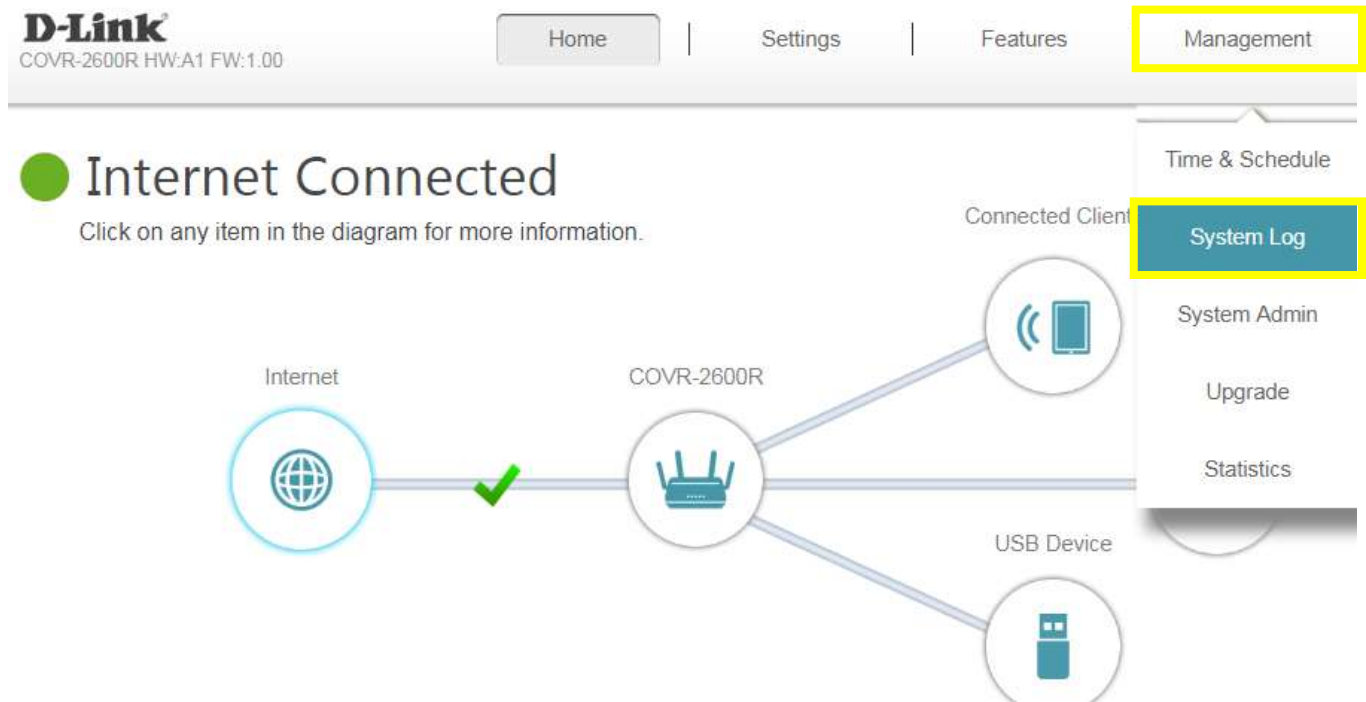 D-Link
COVR-2600R HW:A1 FW:1.00
Home
Settings
Features
Management
Time & Schedule
System Log
System Admin
Upgrade
Statistics
Internet Connected
Click on any item in the diagram for more information.
Connected Client
Internet
COVR-2600R
USB Device